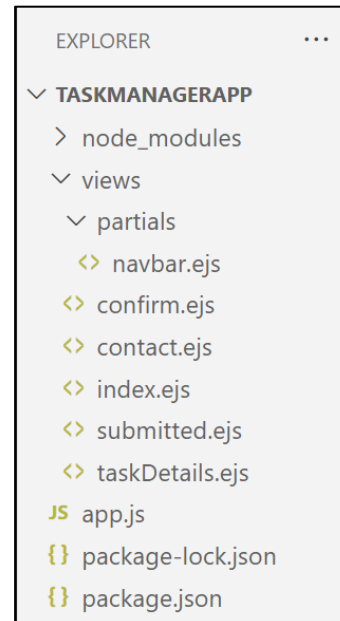 EXPLORER ...
TASKMANAGERAPP
node_modules
views
partials
<> navbar.ejs
<> confirm.ejs
<> contact.ejs
<> index.ejs
<> submitted.ejs
<> taskDetails.ejs
JS app.js
{} package-lock.json
{} package.json